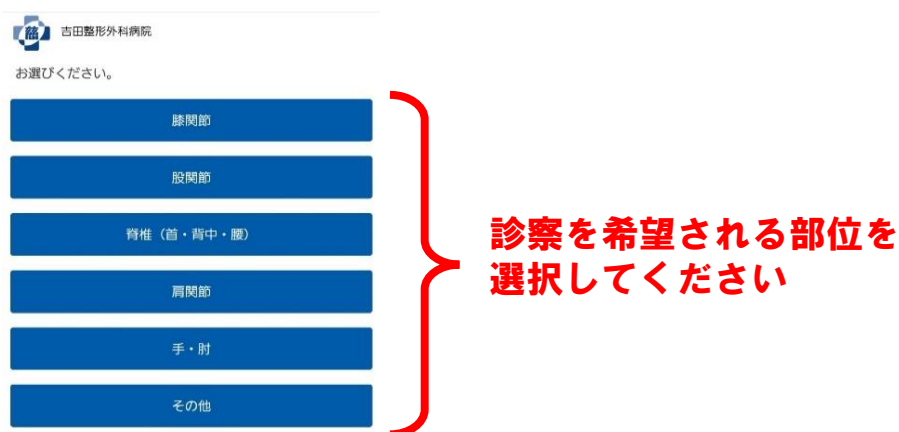 吉田整形外科病院
お選びください。
膝関節
股関節
脊椎（首・背中・腰）
肩関節
手・肘
その他
診察を希望される部位を
選択してください